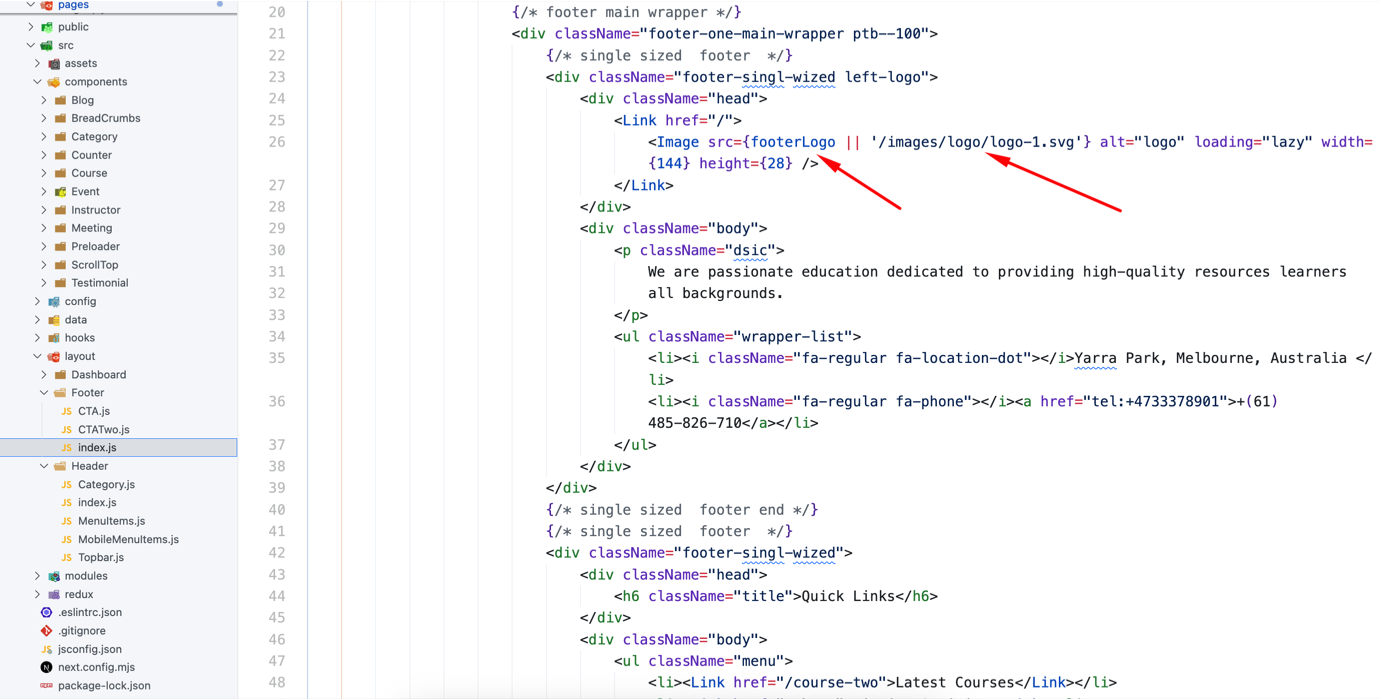 pages
public
src
assets
components
Blog
BreadCrumbs
Category
Counter
Course
Event
Instructor
Meeting
Preloader
ScrollTop
Testimonial
config
data
hooks
layout
Dashboard
Footer
JS CTA.js
JS CTATwo.js
JS index.js
Header
JS Category.js
JS index.js
JS MenuItems.js
JS MobileMenuItems.js
JS Topbar.js
modules
redux
.eslintrc.json
.gitignore
JS jsconfig.json
N next.config.mjs
package-lock.json
20 {/* footer main wrapper */}
21 <div className="footer-one-main-wrapper ptb--100">
22 {/* single sized  footer  */}
23 <div className="footer-singl-wized left-logo">
24 <div className="head">
25 <Link href="/">
26 <Image src={footerLogo || '/images/logo/logo-1.svg'} alt="logo" loading="lazy" width=
{144} height={28} />
27 </Link>
28 </div>
29 <div className="body">
30 <p className="dsic">
31 We are passionate education dedicated to providing high-quality resources learners
32 all backgrounds.
33 </p>
34 <ul className="wrapper-list">
35 <li><i className="fa-regular fa-location-dot"></i>Yarra Park, Melbourne, Australia </
li>
36 <li><i className="fa-regular fa-phone"></i><a href="tel:+4733378901">+(61)
485-826-710</a></li>
37 </ul>
38 </div>
39 </div>
40 {/* single sized  footer end */}
41 {/* single sized  footer  */}
42 <div className="footer-singl-wized">
43 <div className="head">
44 <h6 className="title">Quick Links</h6>
45 </div>
46 <div className="body">
47 <ul className="menu">
48 <li><Link href="/course-two">Latest Courses</Link></li>